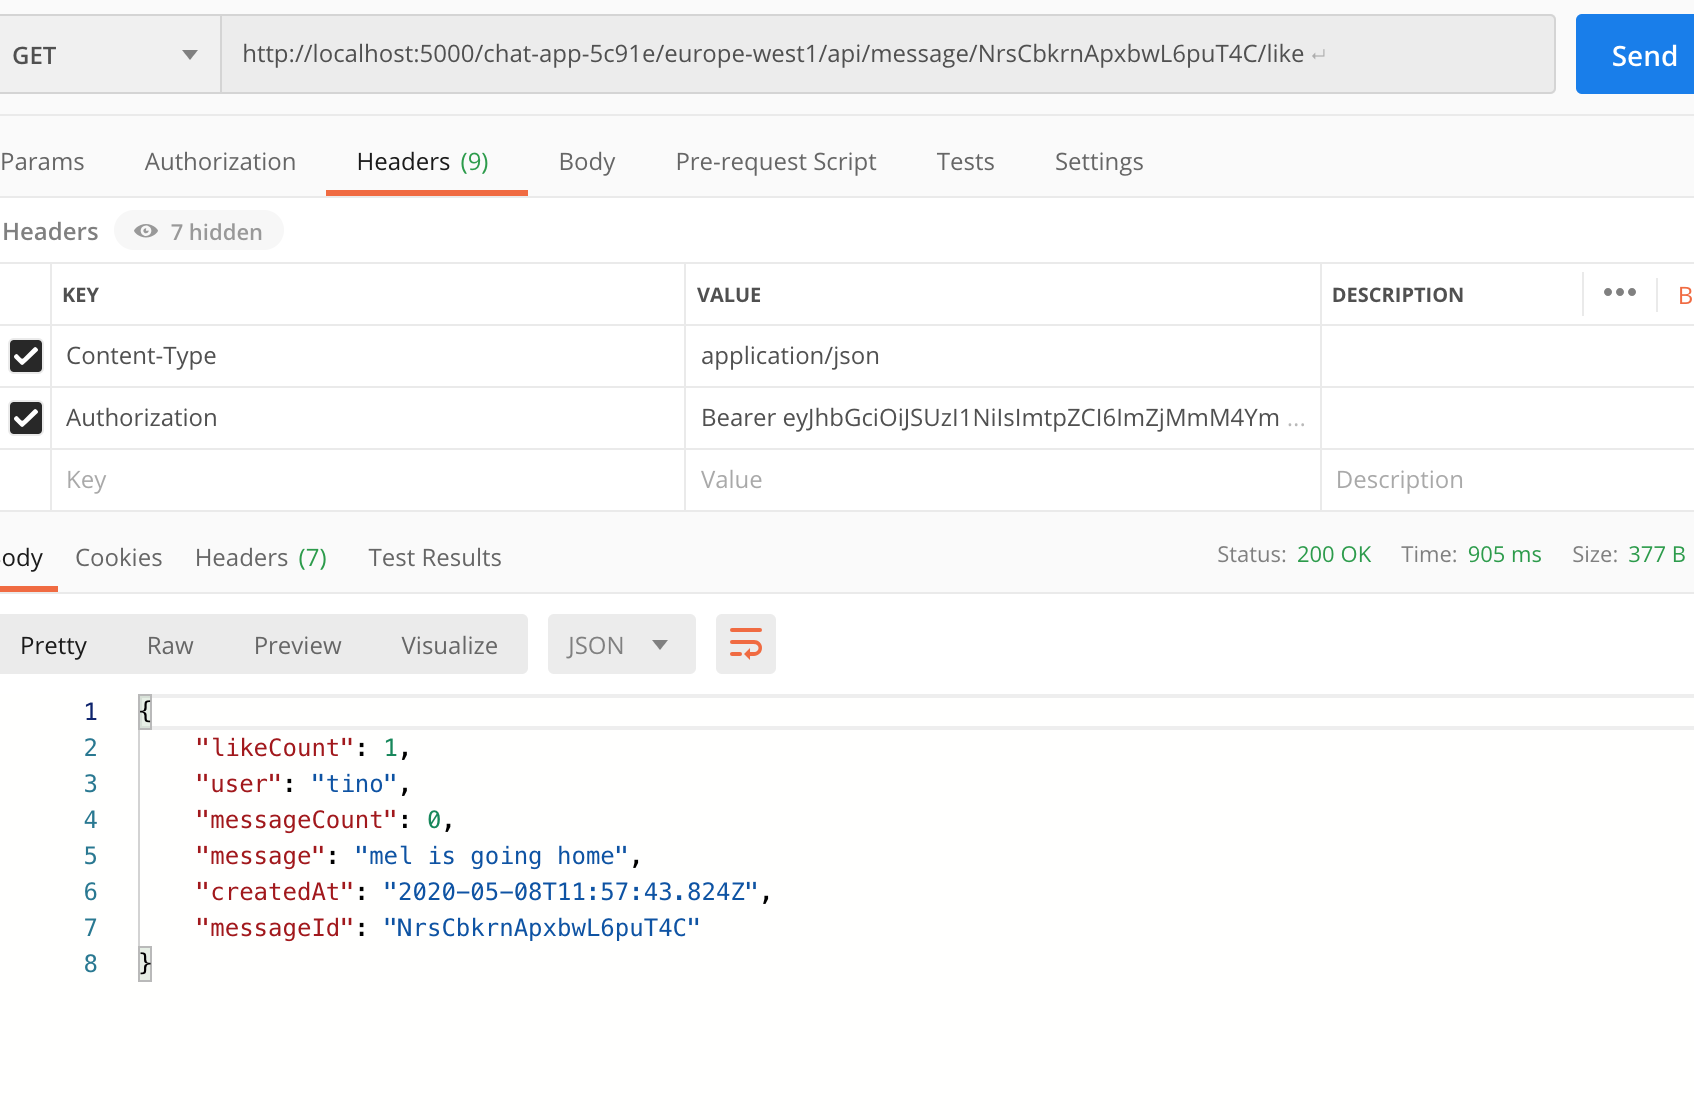 GET http://localhost:5000/chat-app-5c91e/europe-west1/api/message/NrsCbkrnApxbwL6puT4C/like Send
Params Authorization Headers (9) Body Pre-request Script Tests Settings
Headers 7 hidden
KEY VALUE DESCRIPTION ••• B
Content-Type application/json
Authorization Bearer eyJhbGciOiJSUzI1NiIsImtpZCI6ImZjMmM4Ym ...
Key Value Description
ody Cookies Headers (7) Test Results Status: 200 OK Time: 905 ms Size: 377 B
Pretty Raw Preview Visualize JSON
1 {
2 "likeCount": 1,
3 "user": "tino",
4 "messageCount": 0,
5 "message": "mel is going home",
6 "createdAt": "2020-05-08T11:57:43.824Z",
7 "messageId": "NrsCbkrnApxbwL6puT4C"
8 }